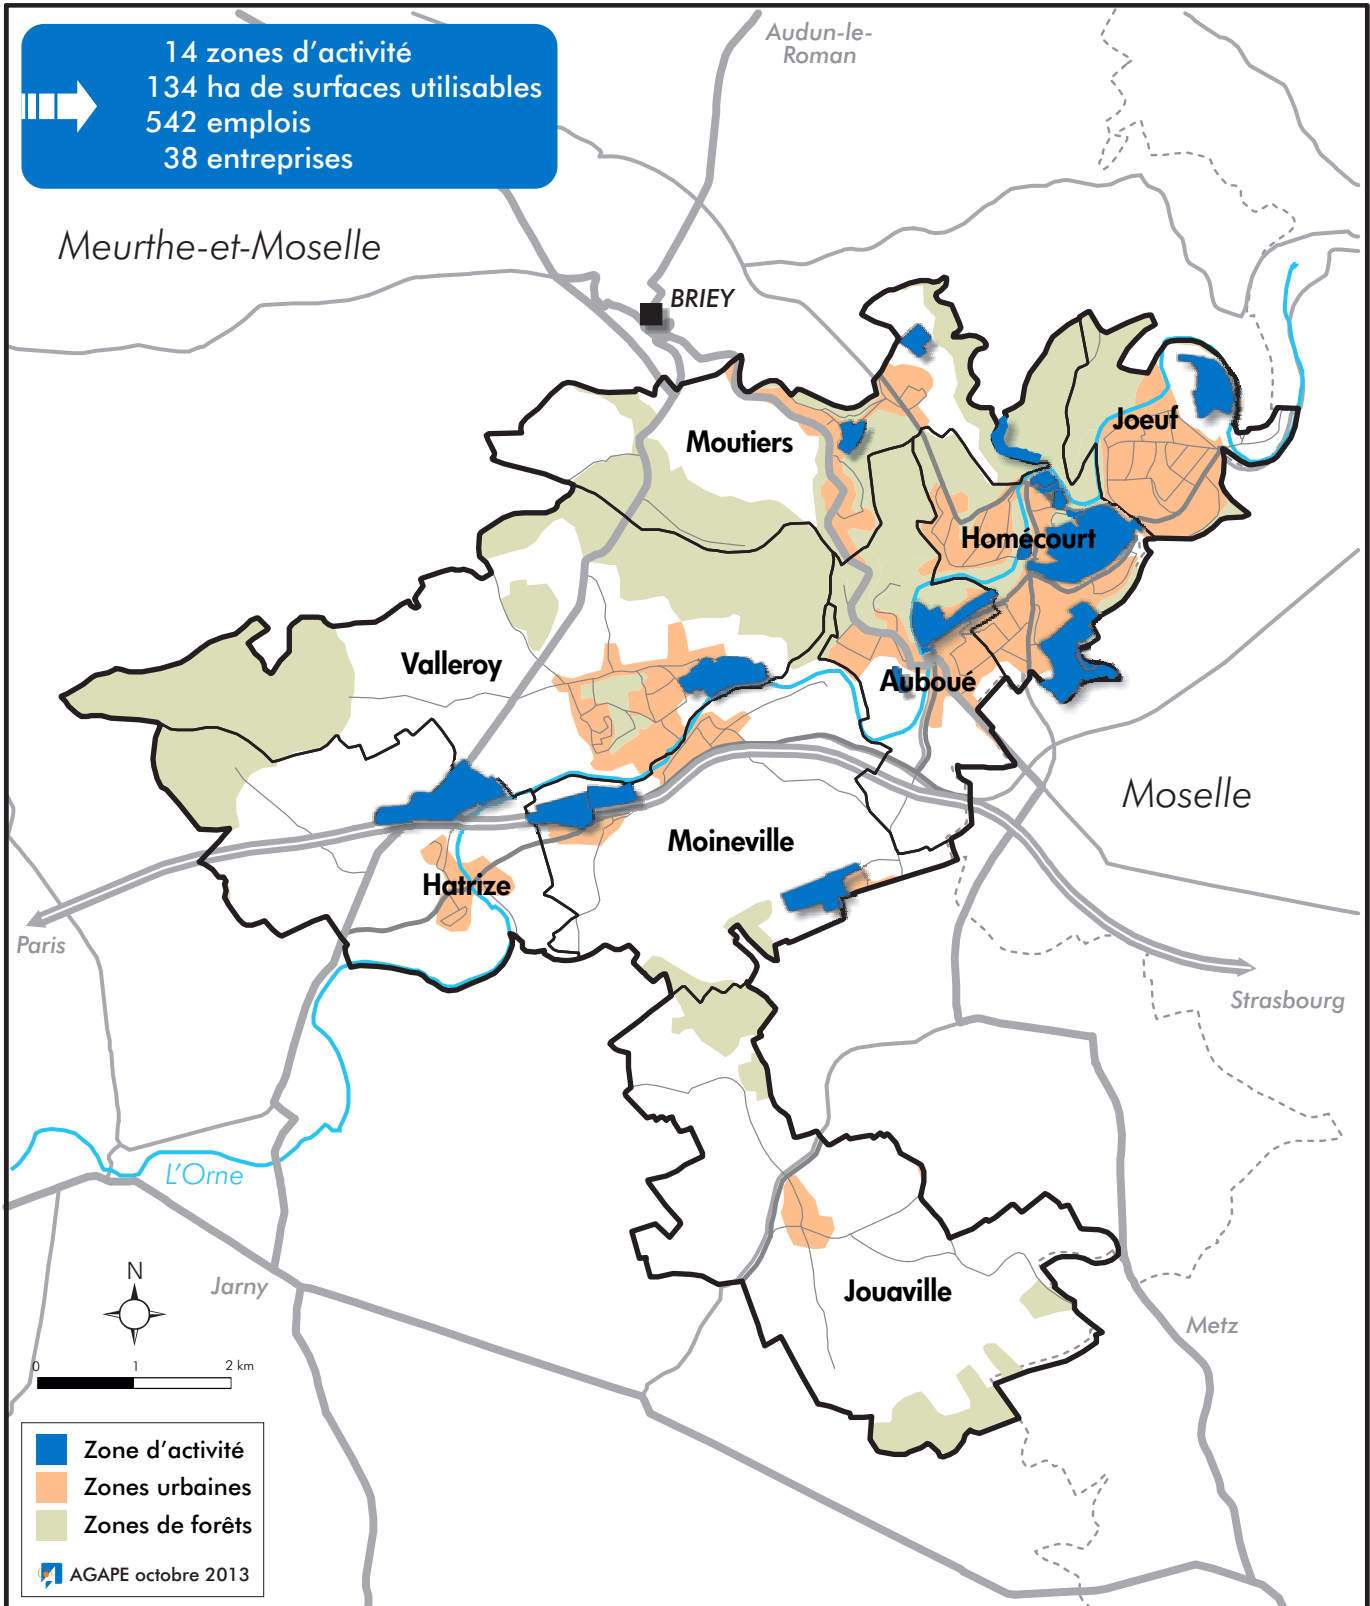 14 zones d'activité
134 ha de surfaces utilisables
542 emplois
38 entreprises
Audun-le-
Roman
Meurthe-et-Moselle
BRIEY
Joeuf
Moutiers
Homécourt
Valleroy
Auboué
Moselle
Moineville
Hatrize
Paris
Strasbourg
L'Orne
N
Jarny
Jouaville
Metz
0 1 2 km
Zone d'activité
Zones urbaines
Zones de forêts
AGAPE octobre 2013